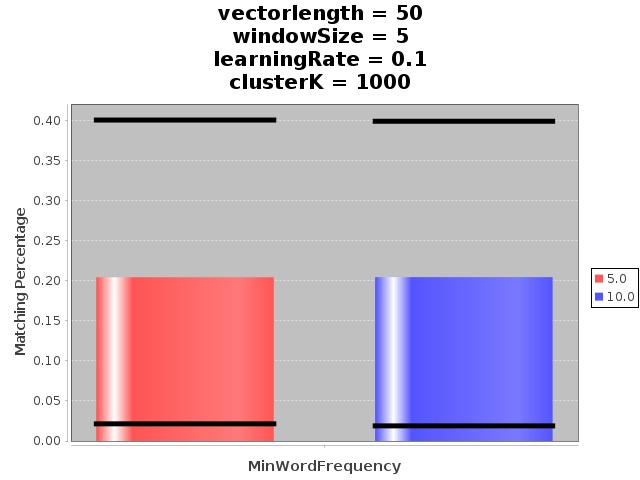 vectorlength = 50
windowSize = 5
learningRate = 0.1
clusterK = 1000
Matching Percentage
0.40
0.35
0.30
0.25
0.20
0.15
0.10
0.05
0.00
MinWordFrequency
5.0
10.0